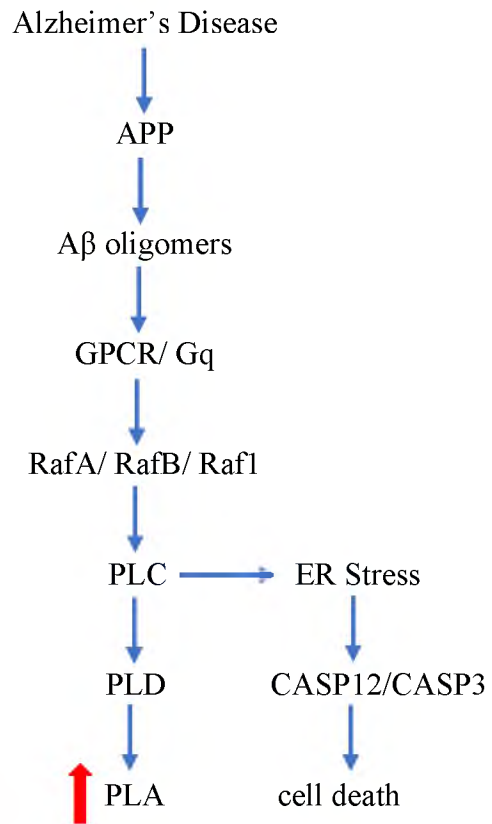 Alzheimer's Disease
APP
Aβ oligomers
GPCR/ Gq
RafA/ RafB/ Raf1
PLC
ER Stress
PLD
CASP12/CASP3
PLA
cell death